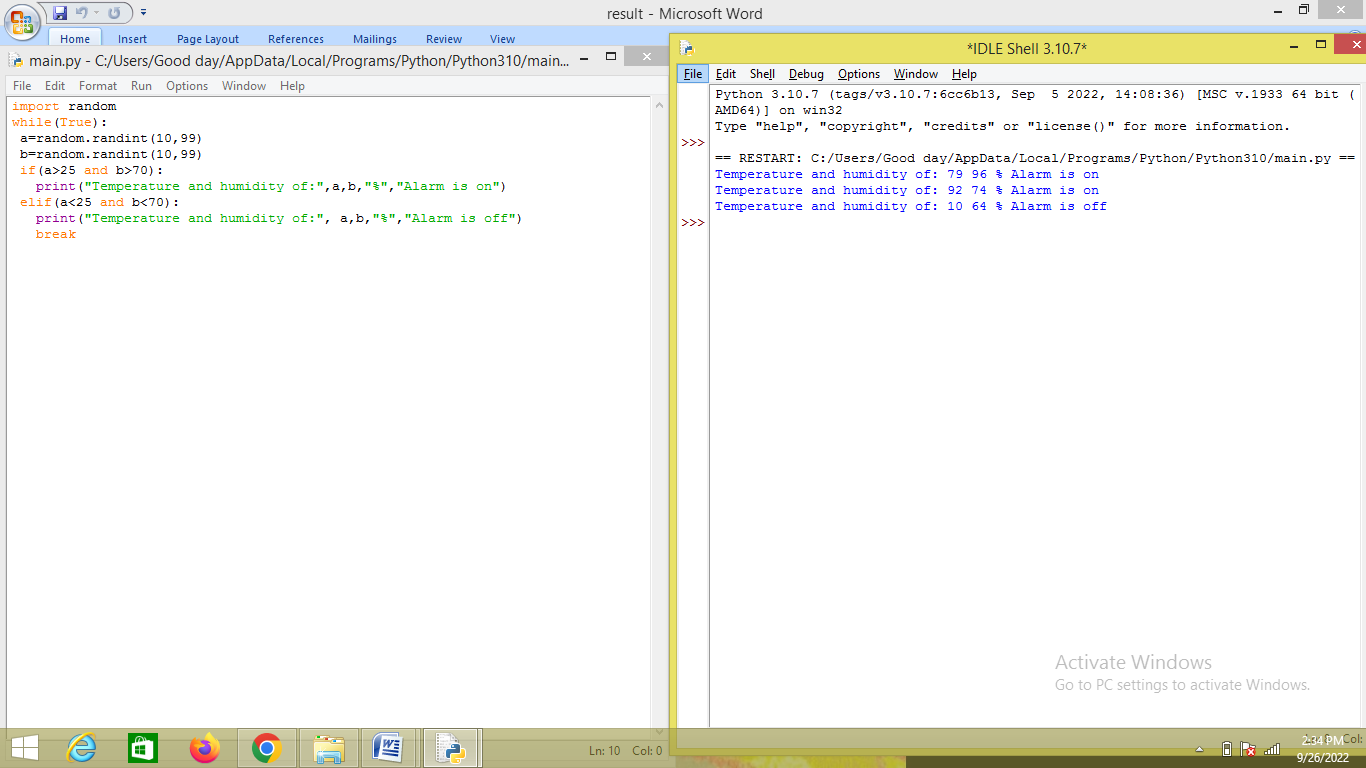 result - Microsoft Word
Home Insert Page Layout References Mailings Review View
main.py - C:/Users/Good day/AppData/Local/Programs/Python/Python310/main...
File Edit Format Run Options Window Help
import random
while(True):
 a=random.randint(10,99)
 b=random.randint(10,99)
 if(a>25 and b>70):
   print("Temperature and humidity of:",a,b,"%","Alarm is on")
 elif(a<25 and b<70):
   print("Temperature and humidity of:", a,b,"%","Alarm is off")
   break
Ln: 10 Col: 0
*IDLE Shell 3.10.7*
File Edit Shell Debug Options Window Help
Python 3.10.7 (tags/v3.10.7:6cc6b13, Sep  5 2022, 14:08:36) [MSC v.1933 64 bit (
AMD64)] on win32
Type "help", "copyright", "credits" or "license()" for more information.
>>>
== RESTART: C:/Users/Good day/AppData/Local/Programs/Python/Python310/main.py ==
Temperature and humidity of: 79 96 % Alarm is on
Temperature and humidity of: 92 74 % Alarm is on
Temperature and humidity of: 10 64 % Alarm is off
>>>
Activate Windows
Go to PC settings to activate Windows.
Col:
2:34 PM
9/26/2022